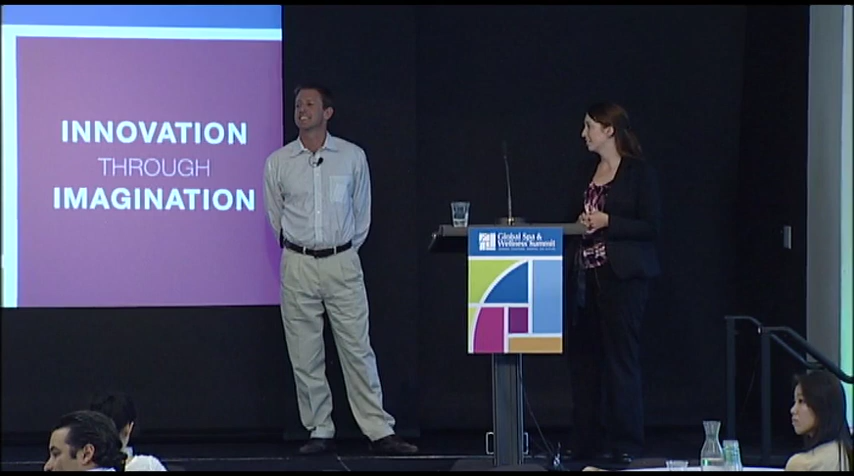 INNOVATION
THROUGH
IMAGINATION
Global Spa &
Wellness Summit